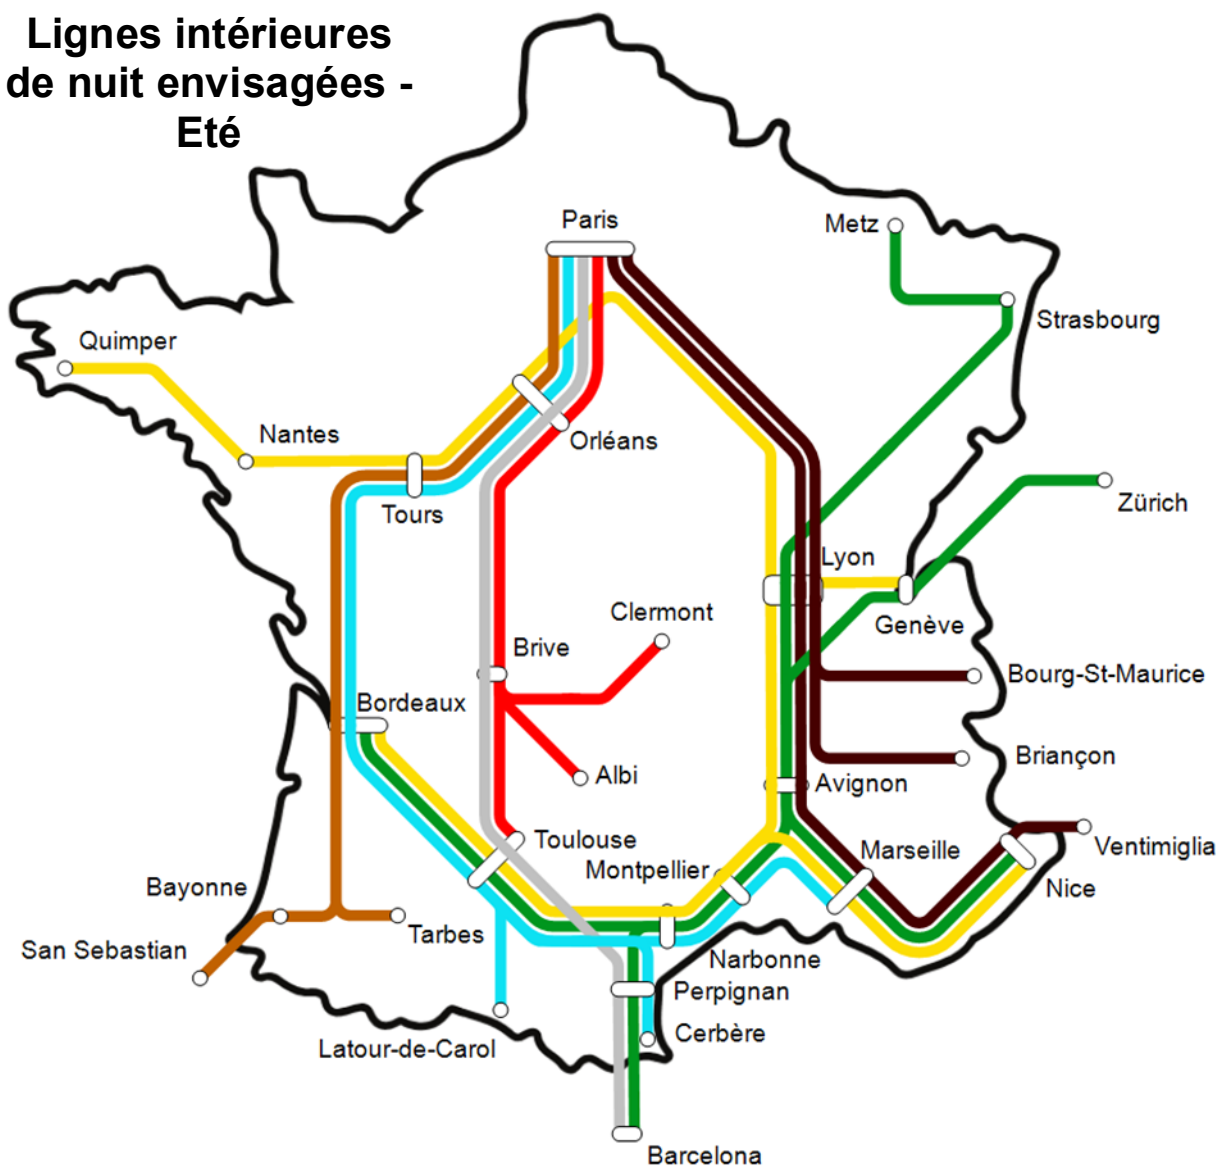 Lignes intérieures
de nuit envisagées -
Eté
Paris
Metz
Strasbourg
Quimper
Nantes
Orléans
Tours
Zürich
Lyon
Genève
Clermont
Brive
Bourg-St-Maurice
Bordeaux
Briançon
Albi
Avignon
Toulouse
Montpellier
Marseille
Ventimiglia
Nice
Bayonne
Tarbes
San Sebastian
Narbonne
Perpignan
Cerbère
Latour-de-Carol
Barcelona